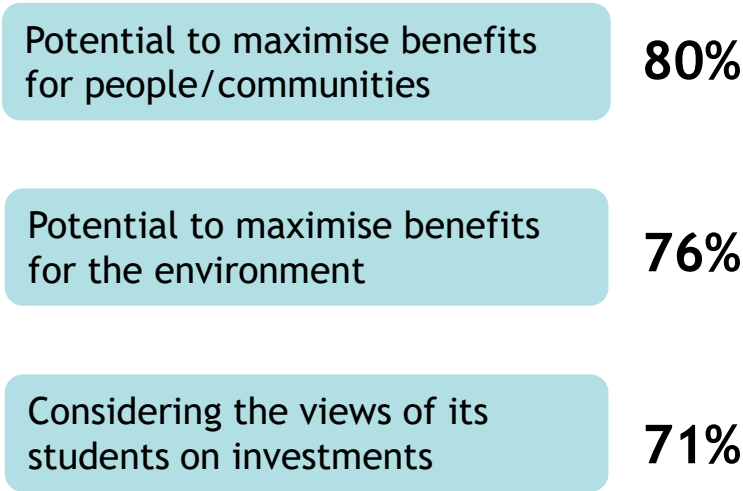 Potential to maximise benefits
for people/communities
80%
Potential to maximise benefits
for the environment
76%
Considering the views of its
students on investments
71%